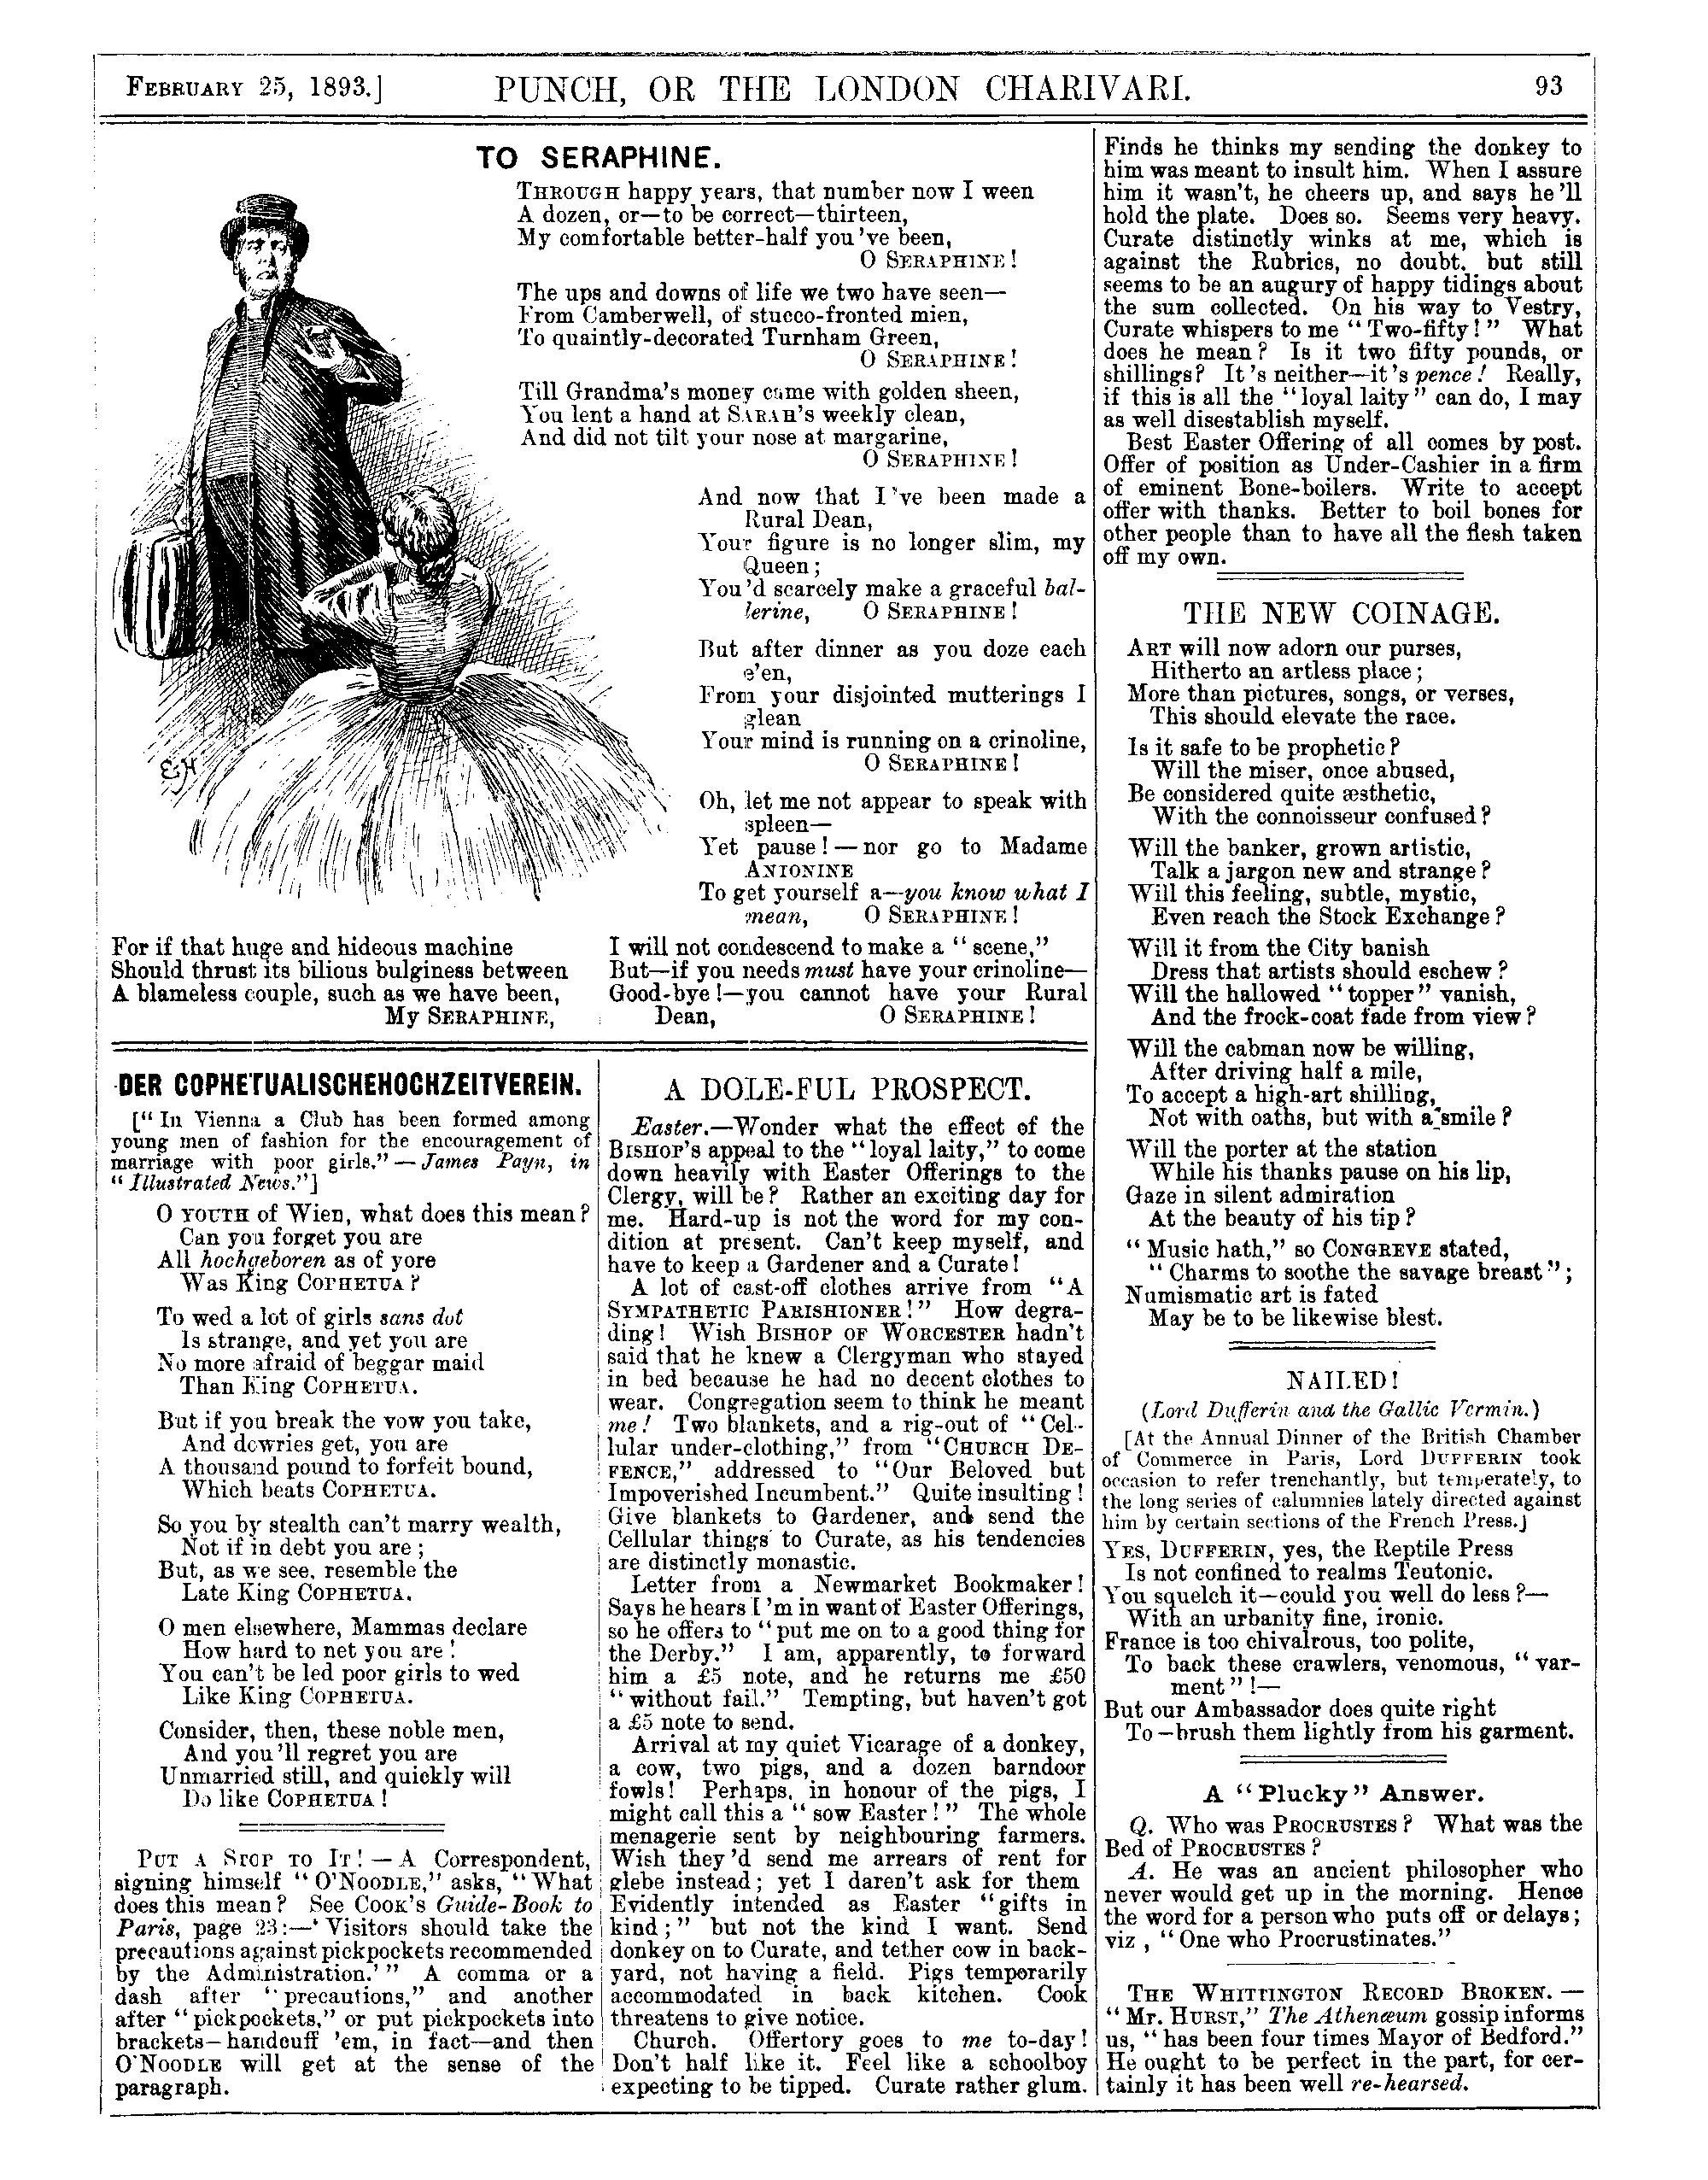 FEBRUARY 25, 1893.] PUNCH, OR THE LONDON CHARIVARI. 93
TO SERAPHINE.
THROUGH happy years, that number now I ween
A dozen, or—to be correct—thirteen,
My comfortable better-half you've been,
O SERAPHINE!
The ups and downs of life we two have seen—
From Camberwell, of stucco-fronted mien,
To quaintly-decorated Turnham Green,
O SERAPHINE!
Till Grandma's money came with golden sheen,
You lent a hand at SARAH's weekly clean,
And did not tilt your nose at margarine,
O SERAPHINE!
And now that I've been made a
Rural Dean,
Your figure is no longer slim, my
Queen;
You'd scarcely make a graceful bal-
lerine, O SERAPHINE!
But after dinner as you doze each
e'en,
From your disjointed mutterings I
glean
Your mind is running on a crinoline,
O SERAPHINE!
Oh, let me not appear to speak with
spleen—
Yet pause!—nor go to Madame
ANTONINE
To get yourself a—you know what I
mean, O SERAPHINE!
For if that huge and hideous machine
Should thrust its bilious bulginess between
A blameless couple, such as we have been,
My SERAPHINE,
I will not condescend to make a "scene,"
But—if you needs must have your crinoline—
Good-bye!—you cannot have your Rural
Dean, O SERAPHINE!
EH
DER COPHETUALISCHEHOCHZEITVEREIN.
["In Vienna a Club has been formed among
young men of fashion for the encouragement of
marriage with poor girls."—James Payn, in
"Illustrated News."]
O YOUTH of Wien, what does this mean?
Can you forget you are
All hochgeboren as of yore
Was King COPHETUA?
To wed a lot of girls sans dot
Is strange, and yet you are
No more afraid of beggar maid
Than King COPHETUA.
But if you break the vow you take,
And dowries get, you are
A thousand pound to forfeit bound,
Which beats COPHETUA.
So you by stealth can't marry wealth,
Not if in debt you are;
But, as we see, resemble the
Late King COPHETUA.
O men elsewhere, Mammas declare
How hard to net you are!
You can't be led poor girls to wed
Like King COPHETUA.
Consider, then, these noble men,
And you'll regret you are
Unmarried still, and quickly will
Do like COPHETUA!
PUT A STOP TO IT!—A Correspondent,
signing himself "O'NOODLE," asks, "What
does this mean? See COOK's Guide-Book to
Paris, page 23:—'Visitors should take the
precautions against pickpockets recommended
by the Administration.'" A comma or a
dash after "precautions," and another
after "pickpockets," or put pickpockets into
brackets—handcuff 'em, in fact—and then
O'NOODLE will get at the sense of the
paragraph.
A DOLE-FUL PROSPECT.
Easter.—Wonder what the effect of the
BISHOP's appeal to the "loyal laity," to come
down heavily with Easter Offerings to the
Clergy, will be? Rather an exciting day for
me. Hard-up is not the word for my con-
dition at present. Can't keep myself, and
have to keep a Gardener and a Curate!
A lot of cast-off clothes arrive from "A
SYMPATHETIC PARISHIONER!" How degra-
ding! Wish BISHOP OF WORCESTER hadn't
said that he knew a Clergyman who stayed
in bed because he had no decent clothes to
wear. Congregation seem to think he meant
me! Two blankets, and a rig-out of "Cel-
lular under-clothing," from "CHURCH DE-
FENCE," addressed to "Our Beloved but
Impoverished Incumbent." Quite insulting!
Give blankets to Gardener, and send the
Cellular things to Curate, as his tendencies
are distinctly monastic.
Letter from a Newmarket Bookmaker!
Says he hears I'm in want of Easter Offerings,
so he offers to "put me on to a good thing for
the Derby." I am, apparently, to forward
him a £5 note, and he returns me £50
"without fail." Tempting, but haven't got
a £5 note to send.
Arrival at my quiet Vicarage of a donkey,
a cow, two pigs, and a dozen barndoor
fowls! Perhaps, in honour of the pigs, I
might call this a "sow Easter!" The whole
menagerie sent by neighbouring farmers.
Wish they'd send me arrears of rent for
glebe instead; yet I daren't ask for them
Evidently intended as Easter "gifts in
kind;" but not the kind I want. Send
donkey on to Curate, and tether cow in back-
yard, not having a field. Pigs temporarily
accommodated in back kitchen. Cook
threatens to give notice.
Church. Offertory goes to me to-day!
Don't half like it. Feel like a schoolboy
expecting to be tipped. Curate rather glum.
Finds he thinks my sending the donkey to
him was meant to insult him. When I assure
him it wasn't, he cheers up, and says he'll
hold the plate. Does so. Seems very heavy.
Curate distinctly winks at me, which is
against the Rubrics, no doubt, but still
seems to be an augury of happy tidings about
the sum collected. On his way to Vestry,
Curate whispers to me "Two-fifty!" What
does he mean? Is it two fifty pounds, or
shillings? It's neither—it's pence! Really,
if this is all the "loyal laity" can do, I may
as well disestablish myself.
Best Easter Offering of all comes by post.
Offer of position as Under-Cashier in a firm
of eminent Bone-boilers. Write to accept
offer with thanks. Better to boil bones for
other people than to have all the flesh taken
off my own.
THE NEW COINAGE.
ART will now adorn our purses,
Hitherto an artless place;
More than pictures, songs, or verses,
This should elevate the race.
Is it safe to be prophetic?
Will the miser, once abused,
Be considered quite æsthetic,
With the connoisseur confused?
Will the banker, grown artistic,
Talk a jargon new and strange?
Will this feeling, subtle, mystic,
Even reach the Stock Exchange?
Will it from the City banish
Dress that artists should eschew?
Will the hallowed "topper" vanish,
And the frock-coat fade from view?
Will the cabman now be willing,
After driving half a mile,
To accept a high-art shilling,
Not with oaths, but with a smile?
Will the porter at the station
While his thanks pause on his lip,
Gaze in silent admiration
At the beauty of his tip?
"Music hath," so CONGREVE stated,
"Charms to soothe the savage breast";
Numismatic art is fated
May be to be likewise blest.
NAILED!
(Lord Dufferin and the Gallic Vermin.)
[At the Annual Dinner of the British Chamber
of Commerce in Paris, Lord DUFFERIN took
occasion to refer trenchantly, but temperately, to
the long series of calumnies lately directed against
him by certain sections of the French Press.]
YES, DUFFERIN, yes, the Reptile Press
Is not confined to realms Teutonic.
You squelch it—could you well do less?—
With an urbanity fine, ironic.
France is too chivalrous, too polite,
To back these crawlers, venomous, "var-
ment"!—
But our Ambassador does quite right
To—brush them lightly from his garment.
A "Plucky" Answer.
Q. Who was PROCRUSTES? What was the
Bed of PROCRUSTES?
A. He was an ancient philosopher who
never would get up in the morning. Hence
the word for a person who puts off or delays;
viz , "One who Procrustinates."
THE WHITTINGTON RECORD BROKEN.—
"Mr. HURST," The Athenæum gossip informs
us, "has been four times Mayor of Bedford."
He ought to be perfect in the part, for cer-
tainly it has been well re-hearsed.